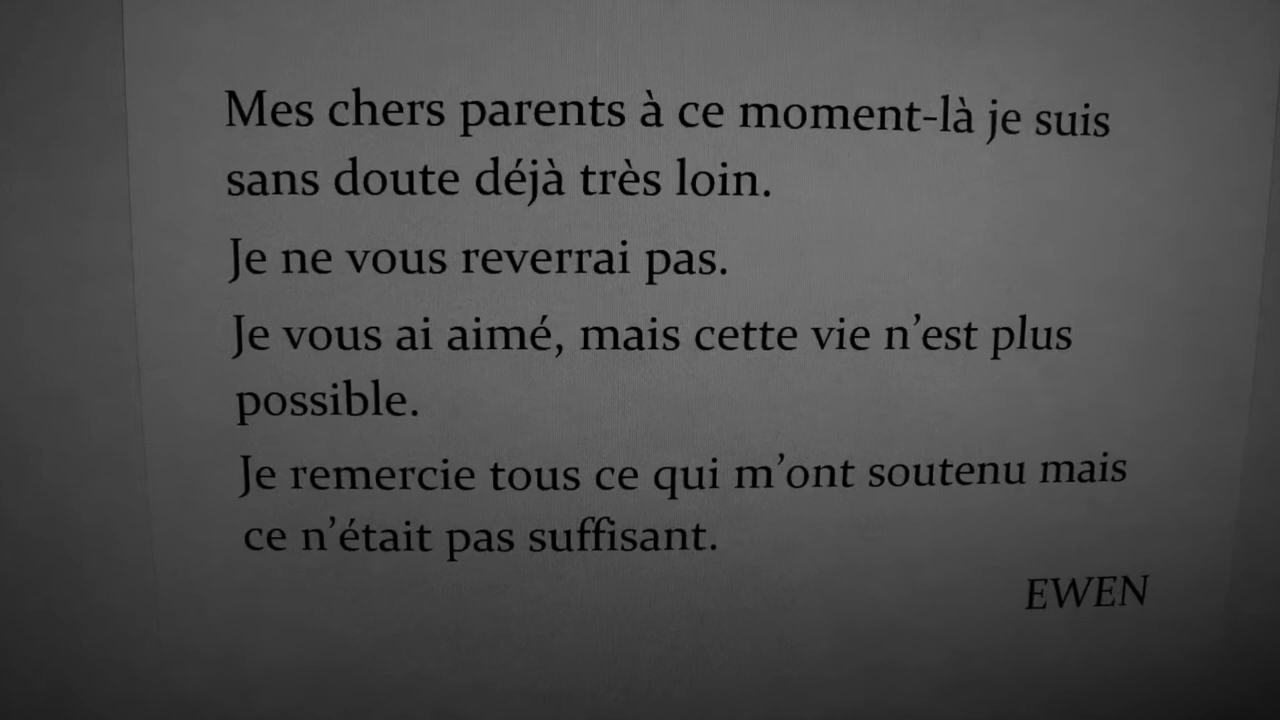 Mes chers parents à ce moment-là je suis
sans doute déjà très loin.
Je ne vous reverrai pas.
Je vous ai aimé, mais cette vie n’est plus
possible.
Je remercie tous ce qui m’ont soutenu mais
ce n’était pas suffisant.
EWEN